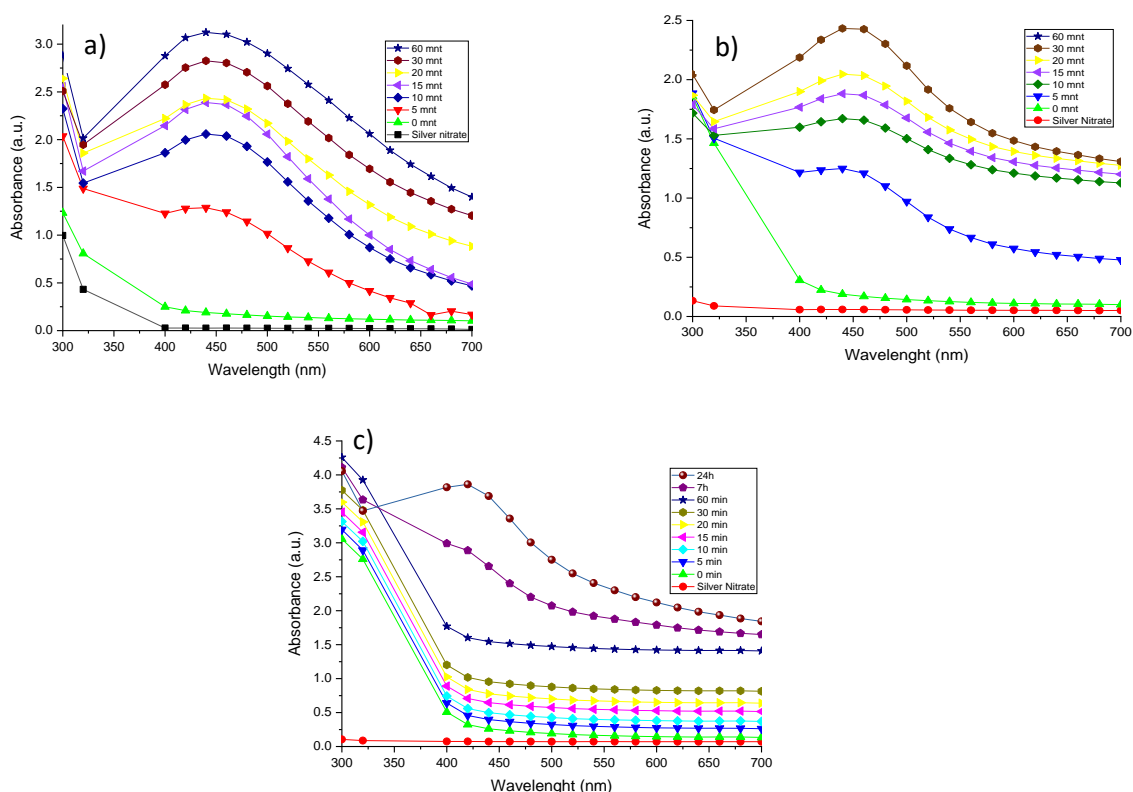 a)
3.0
2.5
2.0
1.5
1.0
0.5
0.0
Absorbance (a.u.)
300 350 400 450 500 550 600 650 700
Wavelength (nm)
60 mnt
30 mnt
20 mnt
15 mnt
10 mnt
5 mnt
0 mnt
Silver nitrate
b)
2.5
2.0
1.5
1.0
0.5
0.0
Absorbance (a.u.)
300 350 400 450 500 550 600 650 700
Wavelenght (nm)
60 mnt
30 mnt
20 mnt
15 mnt
10 mnt
5 mnt
0 mnt
Silver Nitrate
c)
4.5
4.0
3.5
3.0
2.5
2.0
1.5
1.0
0.5
0.0
Absorbance (a.u.)
300 350 400 450 500 550 600 650 700
Wavelenght (nm)
24h
7h
60 min
30 min
20 min
15 min
10 min
5 min
0 min
Silver Nitrate